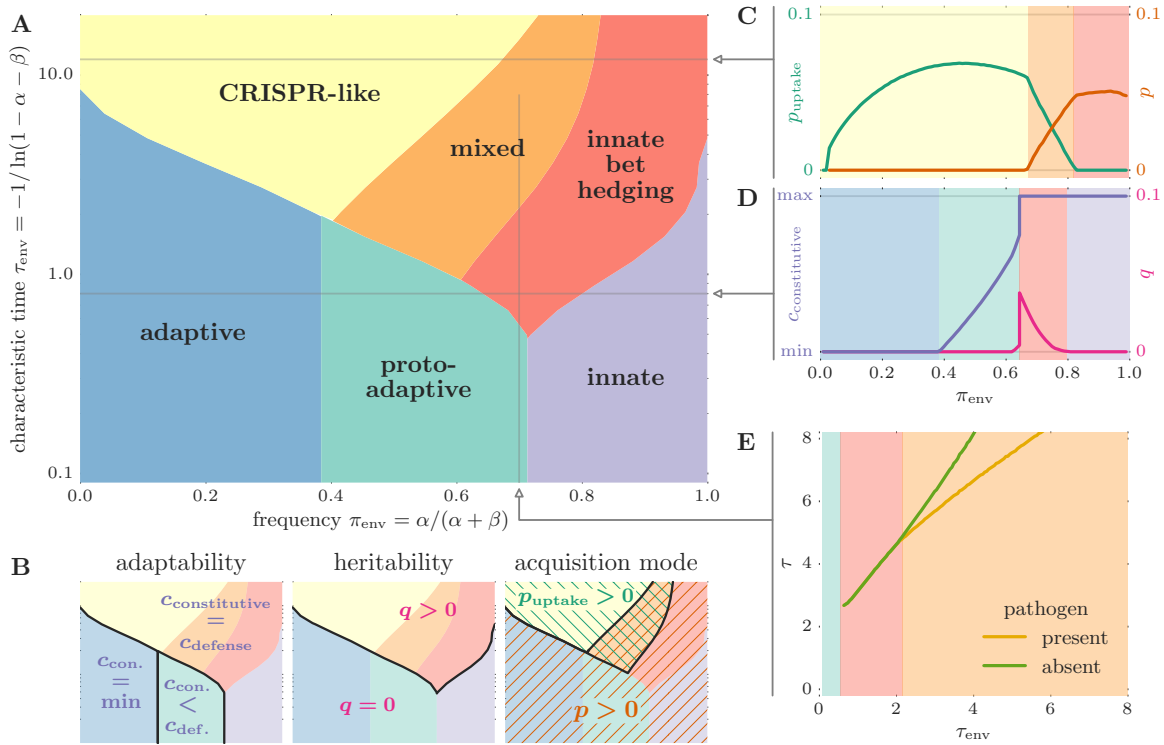 A
characteristic time τenv = −1/ ln(1 − α − β)
10.0
1.0
0.1
CRISPR-like
mixed
innate
bet
hedging
adaptive
proto-
adaptive
innate
0.0
0.2
0.4
0.6
0.8
1.0
frequency πenv = α/(α + β)
B
adaptability
heritability
acquisition mode
cconstitutive
=
cdefense
ccon.
=
min
ccon.
<
cdef.
q > 0
q = 0
puptake > 0
p > 0
C
0.1
puptake
0
0.1
p
0
D
max
cconstitutive
min
0.1
q
0
0.0
0.2
0.4
0.6
0.8
1.0
πenv
E
8
6
τ
4
2
0
pathogen
present
absent
0
2
4
6
8
τenv